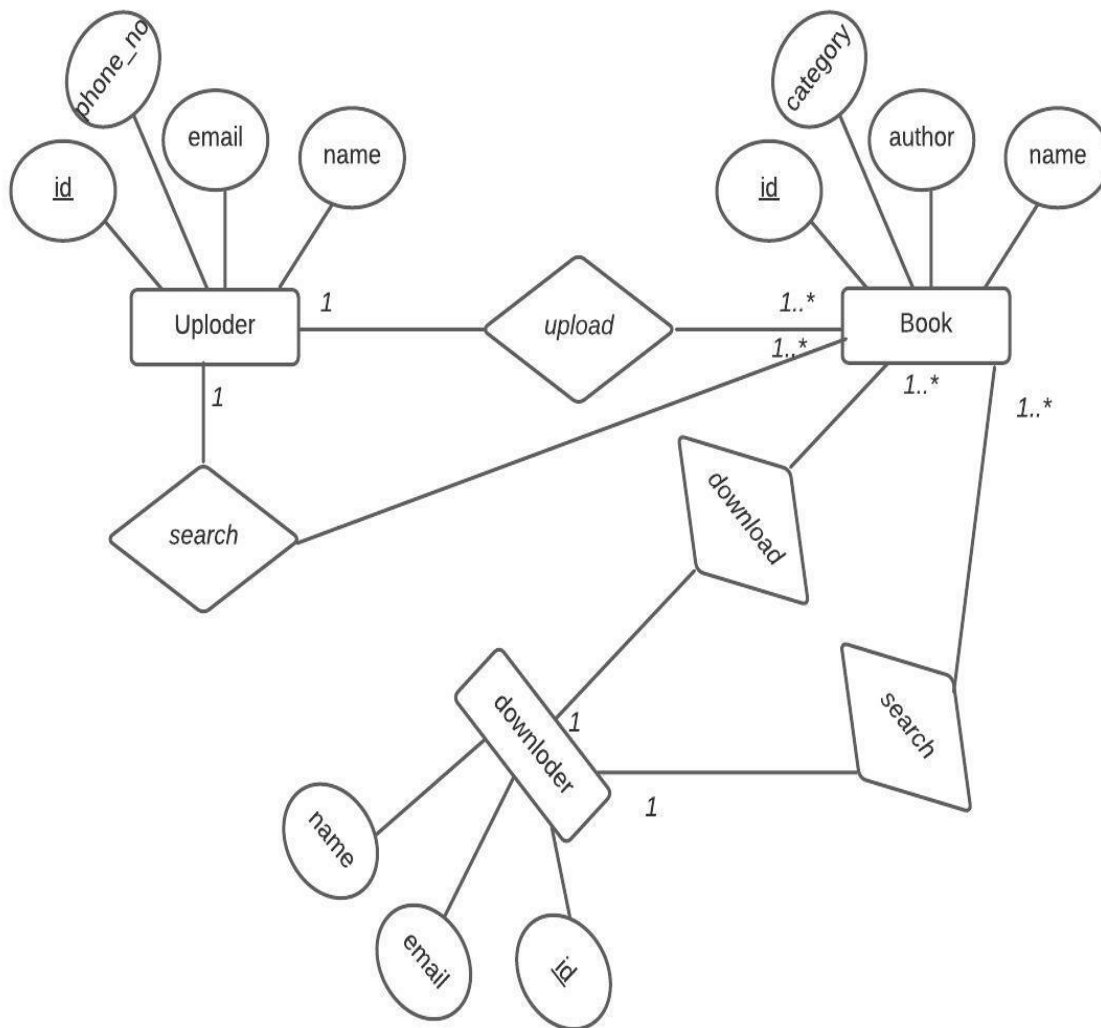 phone_no
email
name
id
category
author
name
id
Uploder
1
upload
1..*
1..*
Book
1
1..*
1..*
search
download
search
downloder
1
1
name
email
id